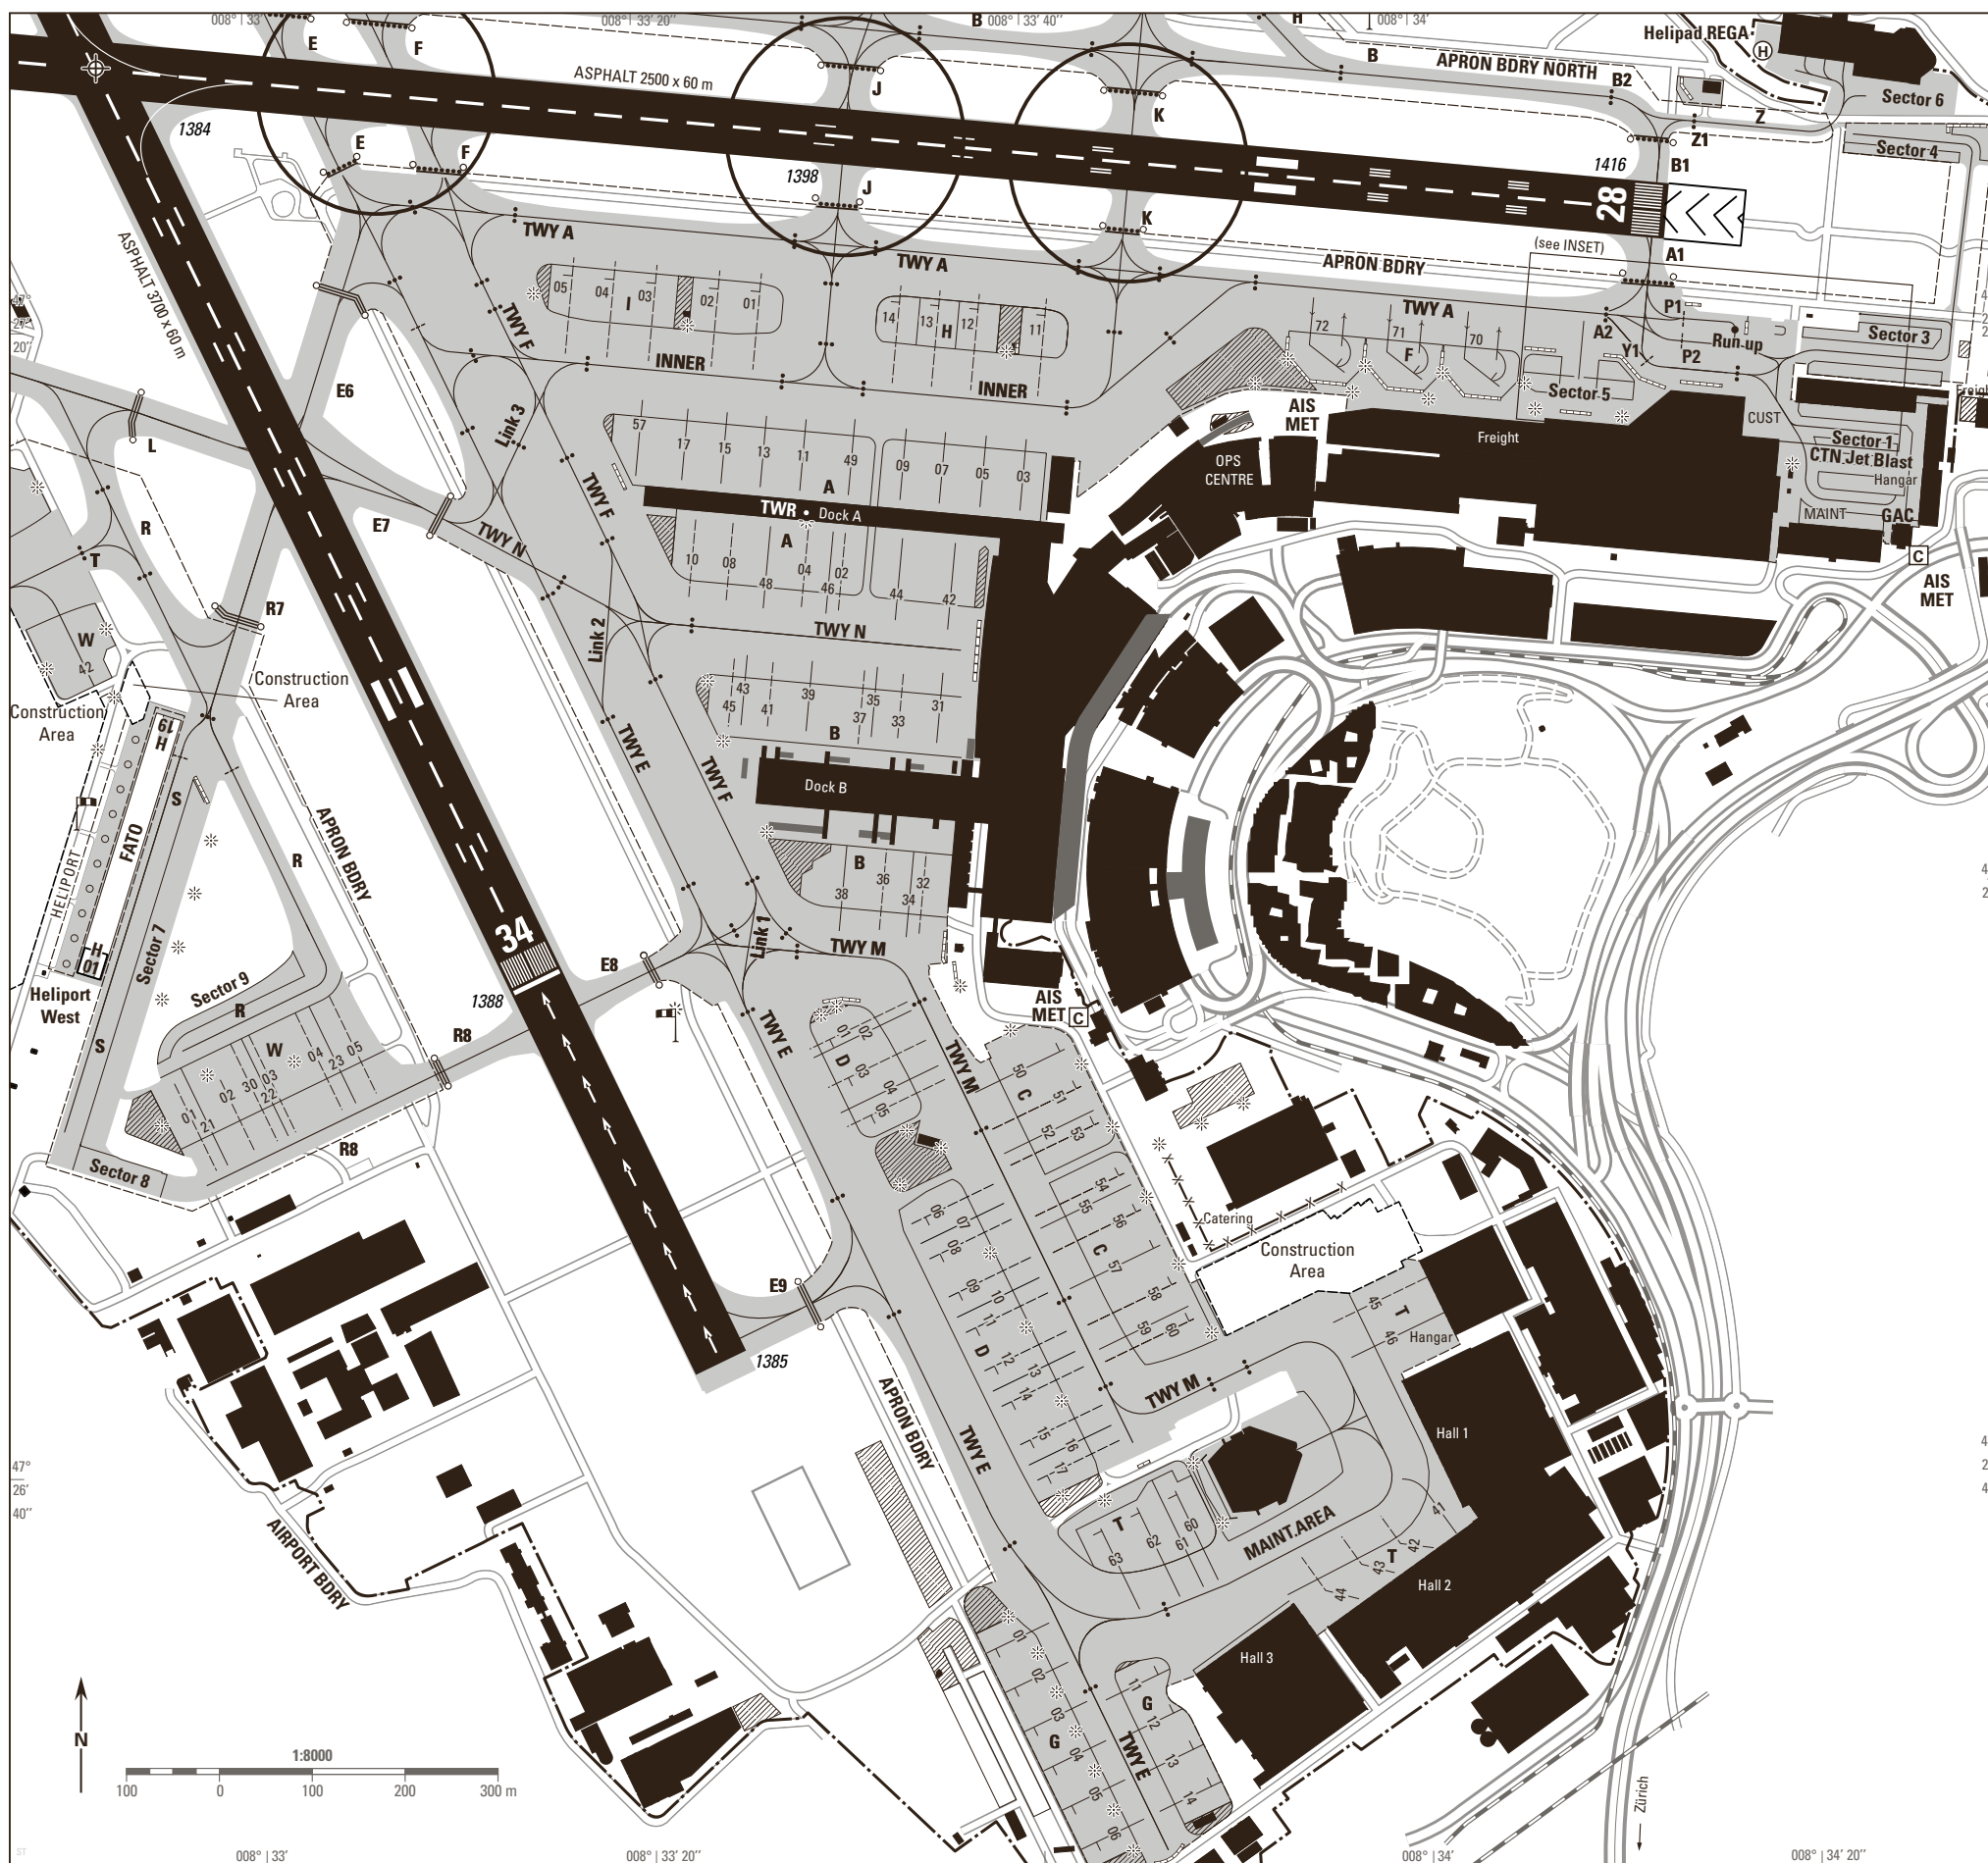 008° 33'
008° 33' 20''
008° 33' 40''
008° 34'
B
H
E
F
J
K
B
APRON BDRY NORTH
B2
Helipad REGA
H
Sector 6
Z
Z1
Sector 4
ASPHALT 2500 x 60 m
1384
E
F
1398
J
K
1416
B1
28
(see INSET)
A1
TWY A
TWY A
APRON BDRY
TWY A
A2
P1
Y1
P2
Run-up
Sector 3
ASPHALT 3700 x 60 m
47°
27'
20''
05
04
03
I
02
01
14
13
H
12
11
72
71
F
70
TWY F
INNER
INNER
Sector 5
AIS
MET
Freight
CUST
Sector 1
CTN Jet Blast
Hangar
MAINT
GAC
C
AIS
MET
OPS
CENTRE
E6
Link 3
L
E7
TWY N
R
T
R7
57
17
15
13
11
49
09
07
05
03
A
TWR
Dock A
A
10
08
48
04
46
02
44
42
TWY F
TWY N
Link 2
W
42
Construction
Area
Construction
Area
43
45
41
39
37
35
33
31
B
TWY E
TWY F
Dock B
B
38
36
34
32
19
H
FATO
HELIPORT
H
01
Heliport
West
S
Sector 7
S
R
APRON BDRY
34
1388
E8
Link 1
TWY M
Sector 9
R
W
01
21
02
30
03
22
04
23
05
R8
R8
Sector 8
AIS
MET
C
TWY E
TWY M
D
01
02
03
04
05
C
50
51
52
53
54
55
56
C
57
58
59
60
06
07
08
09
10
11
D
12
13
14
15
16
17
Catering
Construction
Area
T
45
46
Hangar
E9
1385
APRON BDRY
TWY E
TWY M
Hall 1
Hall 2
Hall 3
MAINT.AREA
T
60
61
62
63
T
41
42
43
44
47°
26'
40''
AIRPORT BDRY
G
01
02
03
04
05
06
G
11
12
13
14
TWY E
Zürich
N
1:8000
100
0
100
200
300 m
008° 33'
008° 33' 20''
008° 34'
008° 34' 20''